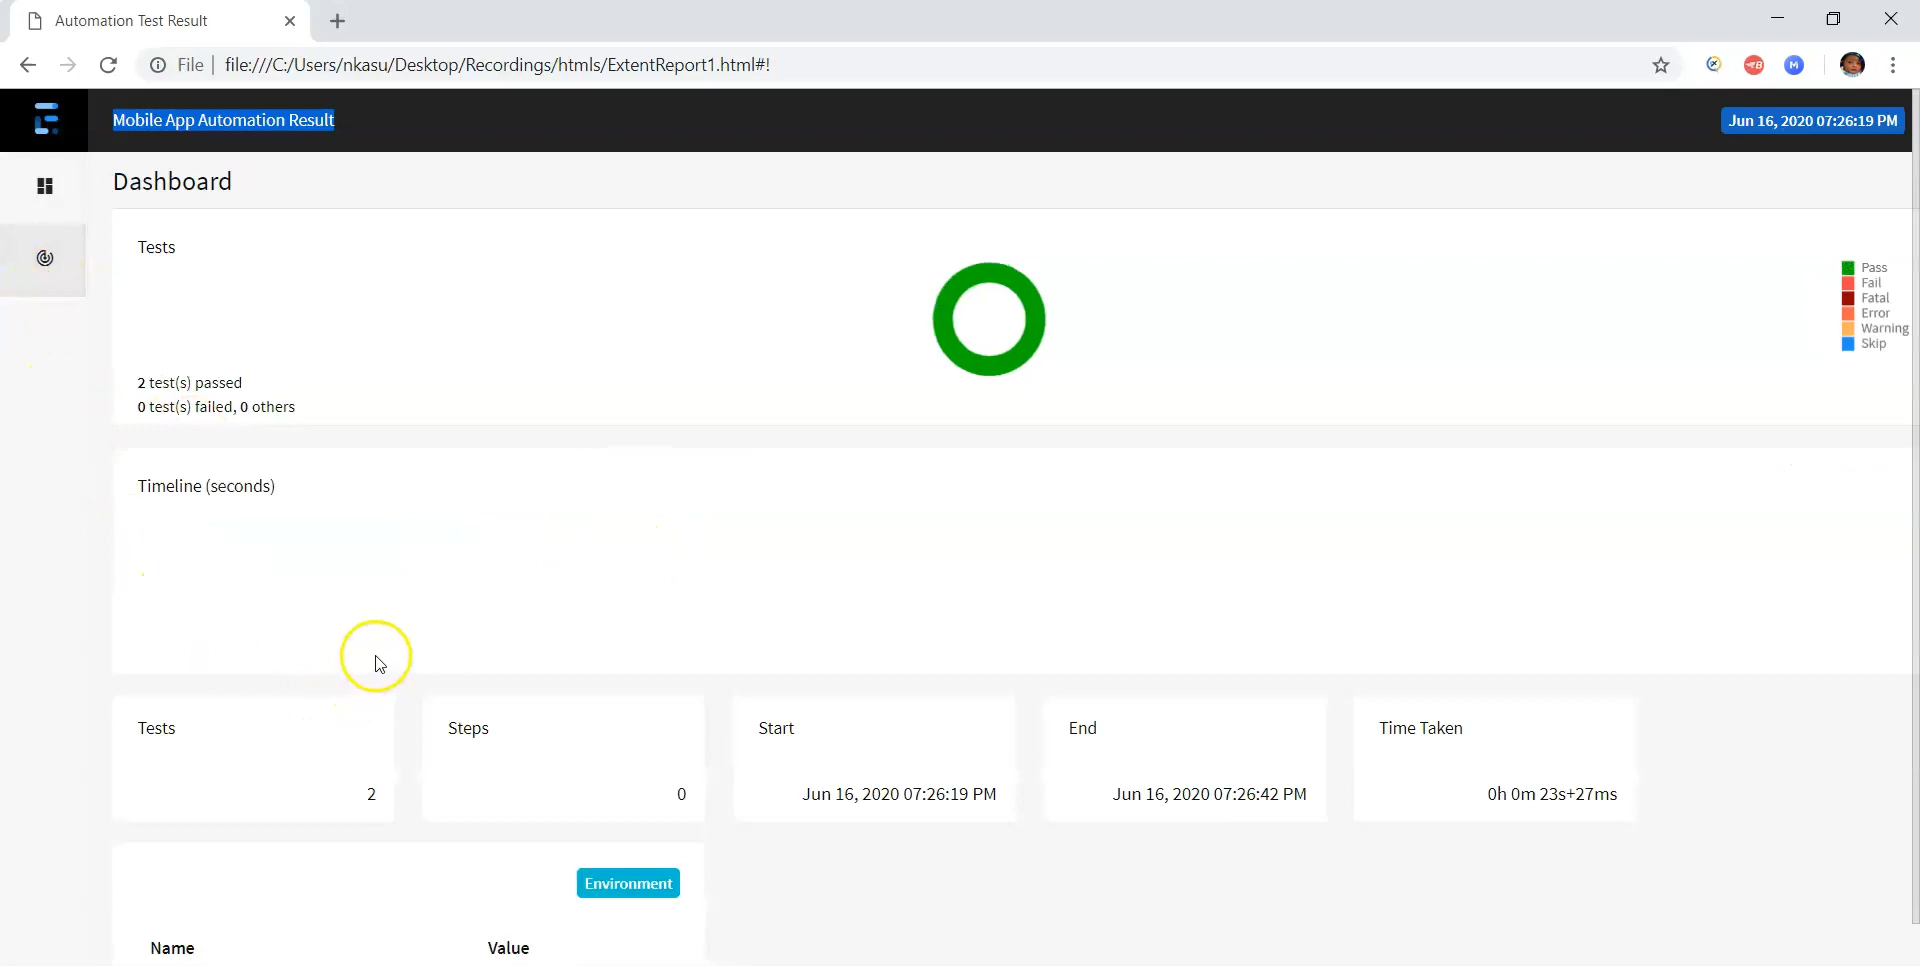 Automation Test Result
File
file:///C:/Users/nkasu/Desktop/Recordings/htmls/ExtentReport1.html#!
B
M
Mobile App Automation Result
Jun 16, 2020 07:26:19 PM
Dashboard
Tests
Pass
Fail
Fatal
Error
Warning
Skip
2 test(s) passed
0 test(s) failed, 0 others
Timeline (seconds)
Tests
2
Steps
0
Start
Jun 16, 2020 07:26:19 PM
End
Jun 16, 2020 07:26:42 PM
Time Taken
0h 0m 23s+27ms
Environment
Name Value